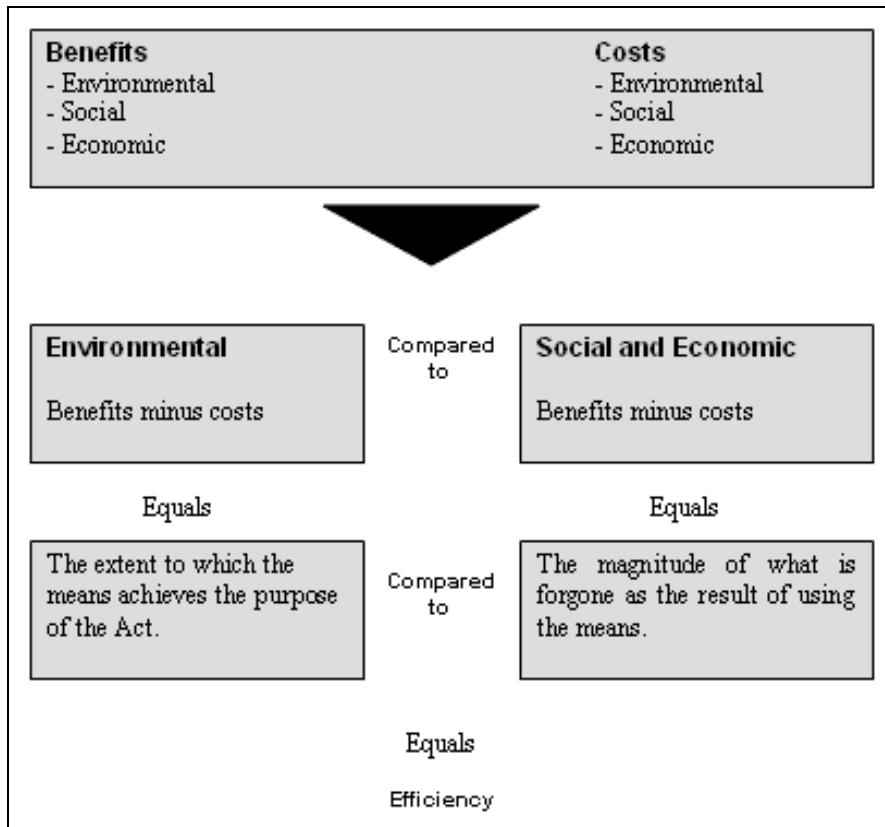 Benefits
- Environmental
- Social
- Economic
Costs
- Environmental
- Social
- Economic
Environmental
Benefits minus costs
Compared
to
Social and Economic
Benefits minus costs
Equals
Equals
The extent to which the
means achieves the purpose
of the Act.
Compared
to
The magnitude of what is
forgone as the result of using
the means.
Equals
Efficiency